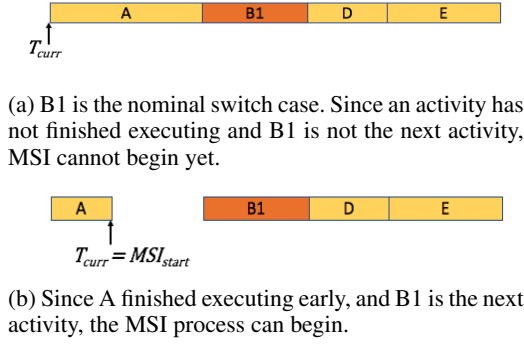 A B1 D E
T_curr
(a) B1 is the nominal switch case. Since an activity has
not finished executing and B1 is not the next activity,
MSI cannot begin yet.
A B1 D E
T_curr = MSI_start
(b) Since A finished executing early, and B1 is the next
activity, the MSI process can begin.